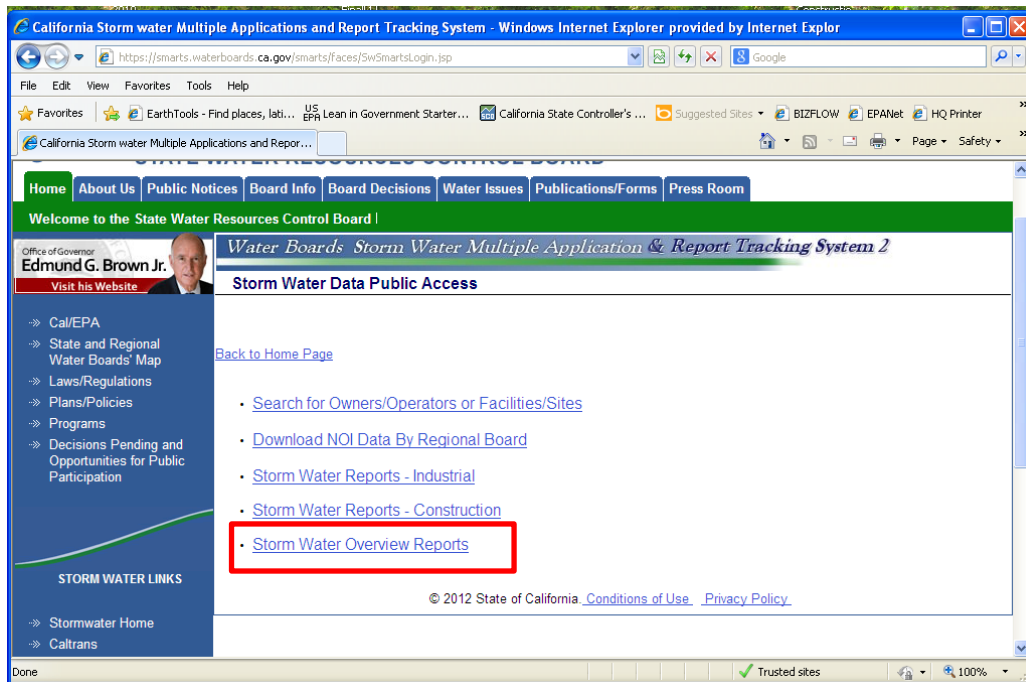 California Storm water Multiple Applications and Report Tracking System - Windows Internet Explorer provided by Internet Explor
https://smarts.waterboards.ca.gov/smarts/faces/SwSmartsLogin.jsp
Google
File Edit View Favorites Tools Help
Favorites EarthTools - Find places, lati... US EPA Lean in Government Starter... California State Controller's ... Suggested Sites BIZFLOW EPANet HQ Printer
California Storm water Multiple Applications and Repor... Page Safety
STATE WATER RESOURCES CONTROL BOARD
Home About Us Public Notices Board Info Board Decisions Water Issues Publications/Forms Press Room
Welcome to the State Water Resources Control Board |
Office of Governor
Edmund G. Brown Jr.
Visit his Website
Water Boards Storm Water Multiple Application & Report Tracking System 2
Storm Water Data Public Access
Cal/EPA
State and Regional
Water Boards' Map
Laws/Regulations
Plans/Policies
Programs
Decisions Pending and
Opportunities for Public
Participation
STORM WATER LINKS
Stormwater Home
Caltrans
Back to Home Page
• Search for Owners/Operators or Facilities/Sites
• Download NOI Data By Regional Board
• Storm Water Reports - Industrial
• Storm Water Reports - Construction
• Storm Water Overview Reports
© 2012 State of California. Conditions of Use Privacy Policy
Done Trusted sites 100%